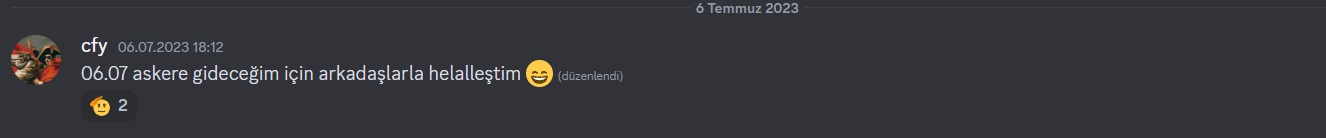 6 Temmuz 2023
cfy 06.07.2023 18:12
06.07 askere gideceğim için arkadaşlarla helalleştim 😄 (düzenlendi)
🫡 2